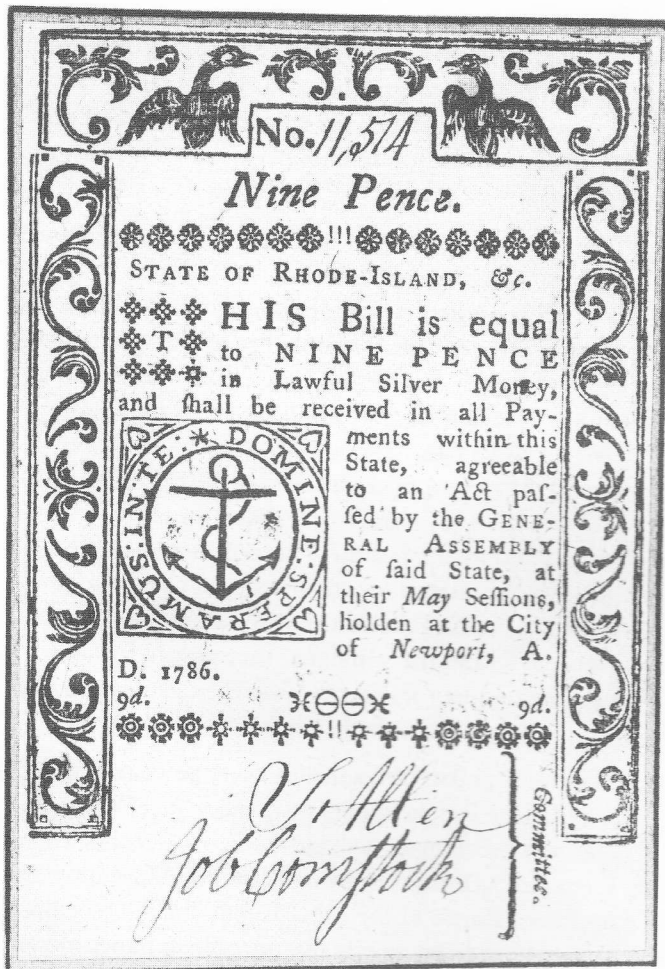 No. 11,514
Nine Pence.
!!!
STATE OF RHODE-ISLAND, &c.
THIS Bill is equal
to NINE PENCE
in Lawful Silver Money,
and ſhall be received in all Pay-
ments within this
State, agreeable
to an Act paſ-
ſed by the GENE-
RAL ASSEMBLY
of ſaid State, at
their May Seſſions,
holden at the City
of Newport, A.
D. 1786.
IN:TE:*DOMINE:SPERAMUS:
9d. 9d.
!!
Allen
Job Comſtock
Committee.